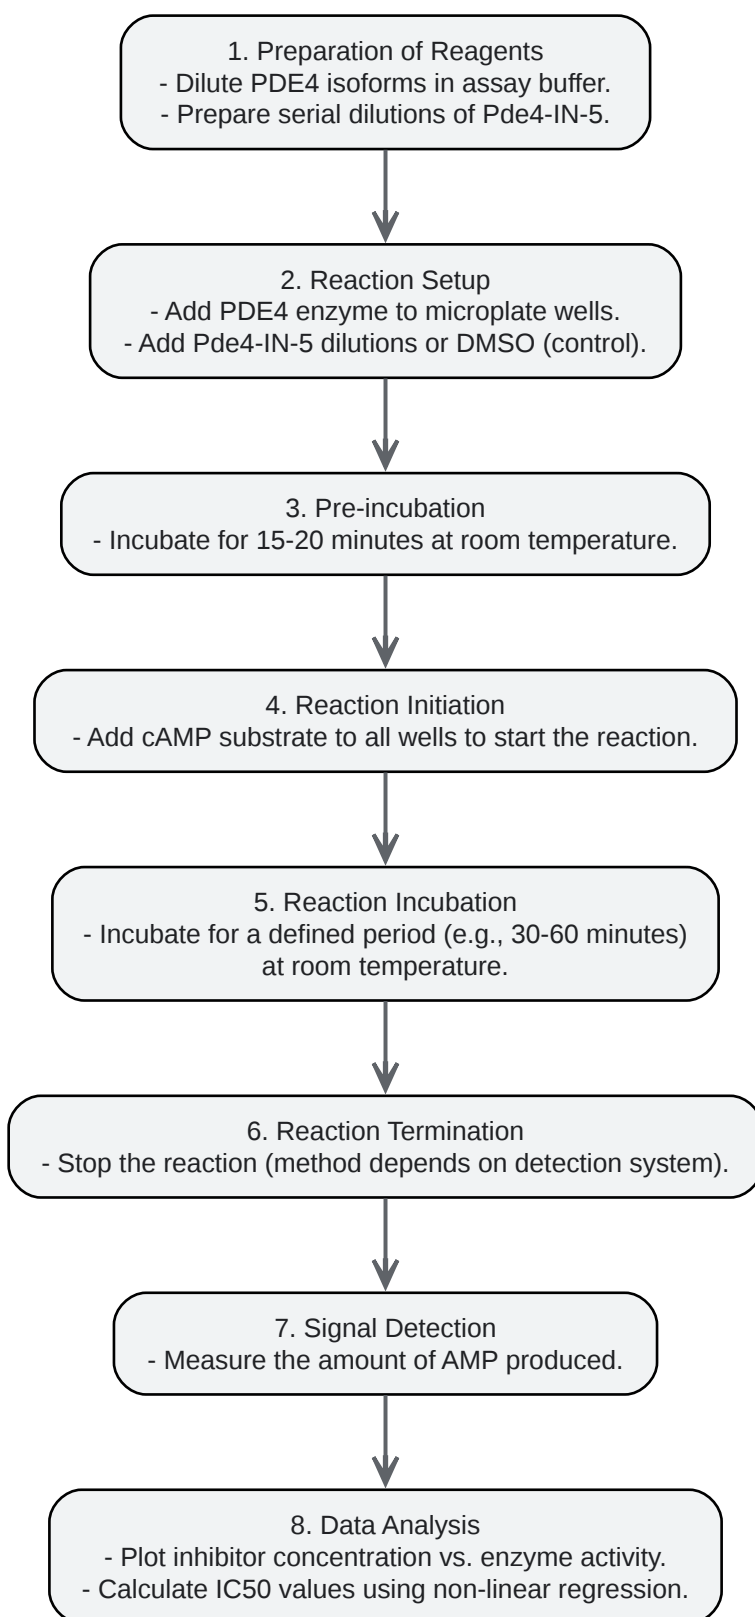 1. Preparation of Reagents
- Dilute PDE4 isoforms in assay buffer.
- Prepare serial dilutions of Pde4-IN-5.
2. Reaction Setup
- Add PDE4 enzyme to microplate wells.
- Add Pde4-IN-5 dilutions or DMSO (control).
3. Pre-incubation
- Incubate for 15-20 minutes at room temperature.
4. Reaction Initiation
- Add cAMP substrate to all wells to start the reaction.
5. Reaction Incubation
- Incubate for a defined period (e.g., 30-60 minutes)
at room temperature.
6. Reaction Termination
- Stop the reaction (method depends on detection system).
7. Signal Detection
- Measure the amount of AMP produced.
8. Data Analysis
- Plot inhibitor concentration vs. enzyme activity.
- Calculate IC50 values using non-linear regression.